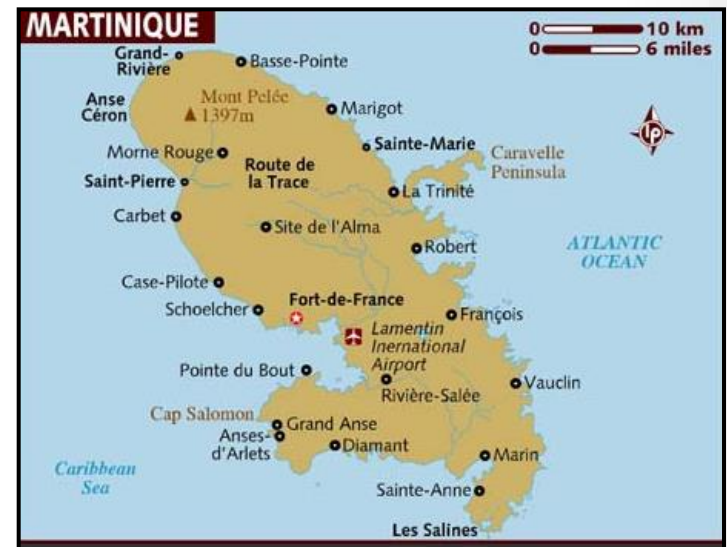 MARTINIQUE
0 10 km
0 6 miles
Grand-
Rivière
Basse-Pointe
Anse
Céron
Mont Pelée
1397m
Marigot
Sainte-Marie
Morne Rouge
Route de
la Trace
Caravelle
Peninsula
lp
Saint-Pierre
La Trinité
Carbet
Site de l'Alma
Robert
ATLANTIC
OCEAN
Case-Pilote
Fort-de-France
Schoelcher
François
Lamentin
Inernational
Airport
Pointe du Bout
Rivière-Salée
Vauclin
Cap Salomon
Grand Anse
Anses-
d'Arlets
Diamant
Marin
Caribbean
Sea
Sainte-Anne
Les Salines